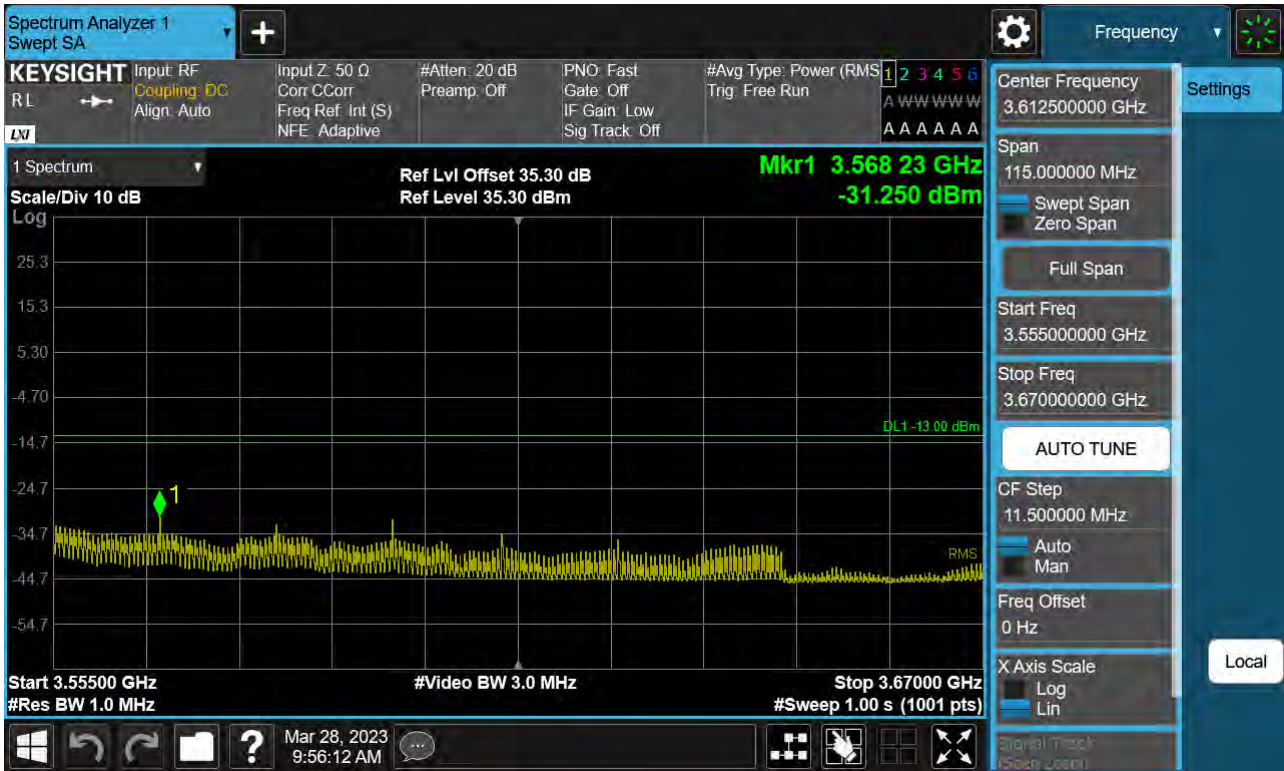 Spectrum Analyzer 1
Swept SA
+
Frequency
KEYSIGHT
RL
LXI
Input: RF
Coupling: DC
Align: Auto
Input Z: 50 Ω
Corr CCorr
Freq Ref: Int (S)
NFE: Adaptive
#Atten: 20 dB
Preamp: Off
PNO: Fast
Gate: Off
IF Gain: Low
Sig Track: Off
#Avg Type: Power (RMS
Trig: Free Run
1 2 3 4 5 6
A W W W W W
A A A A A A
1 Spectrum
Scale/Div 10 dB
Log
Ref Lvl Offset 35.30 dB
Ref Level 35.30 dBm
Mkr1 3.568 23 GHz
-31.250 dBm
25.3
15.3
5.30
-4.70
-14.7
-24.7
-34.7
-44.7
-54.7
DL1 -13.00 dBm
1
RMS
Start 3.55500 GHz
#Res BW 1.0 MHz
#Video BW 3.0 MHz
Stop 3.67000 GHz
#Sweep 1.00 s (1001 pts)
Center Frequency
3.612500000 GHz
Span
115.000000 MHz
Swept Span
Zero Span
Full Span
Start Freq
3.555000000 GHz
Stop Freq
3.670000000 GHz
AUTO TUNE
CF Step
11.500000 MHz
Auto
Man
Freq Offset
0 Hz
X Axis Scale
Log
Lin
Signal Track
(Span Zoom)
Settings
Local
?
Mar 28, 2023
9:56:12 AM